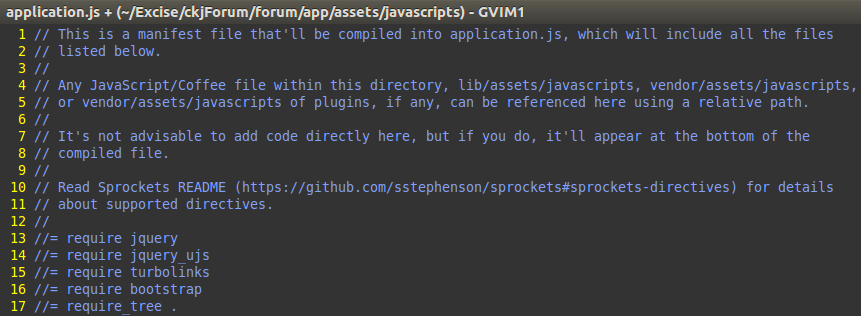 application.js + (~/Excise/ckjForum/forum/app/assets/javascripts) - GVIM1
1 // This is a manifest file that'll be compiled into application.js, which will include all the files
2 // listed below.
3 //
4 // Any JavaScript/Coffee file within this directory, lib/assets/javascripts, vendor/assets/javascripts,
5 // or vendor/assets/javascripts of plugins, if any, can be referenced here using a relative path.
6 //
7 // It's not advisable to add code directly here, but if you do, it'll appear at the bottom of the
8 // compiled file.
9 //
10 // Read Sprockets README (https://github.com/sstephenson/sprockets#sprockets-directives) for details
11 // about supported directives.
12 //
13 //= require jquery
14 //= require jquery_ujs
15 //= require turbolinks
16 //= require bootstrap
17 //= require_tree .